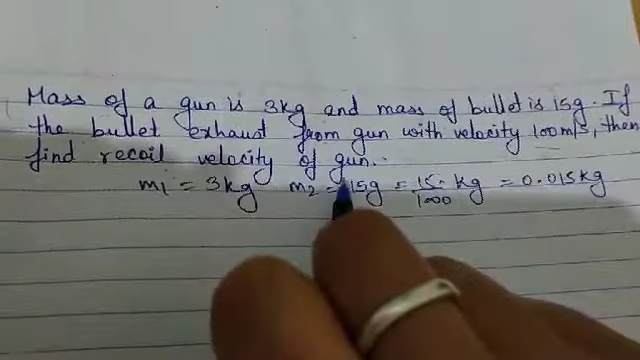 Mass of a gun is 3kg and mass of bullet is 15g. If
the bullet exhaust from gun with velocity 100m/s, then
find recoil velocity of gun.
m1 = 3kg m2 = 15g = 15/1000 kg = 0.015kg